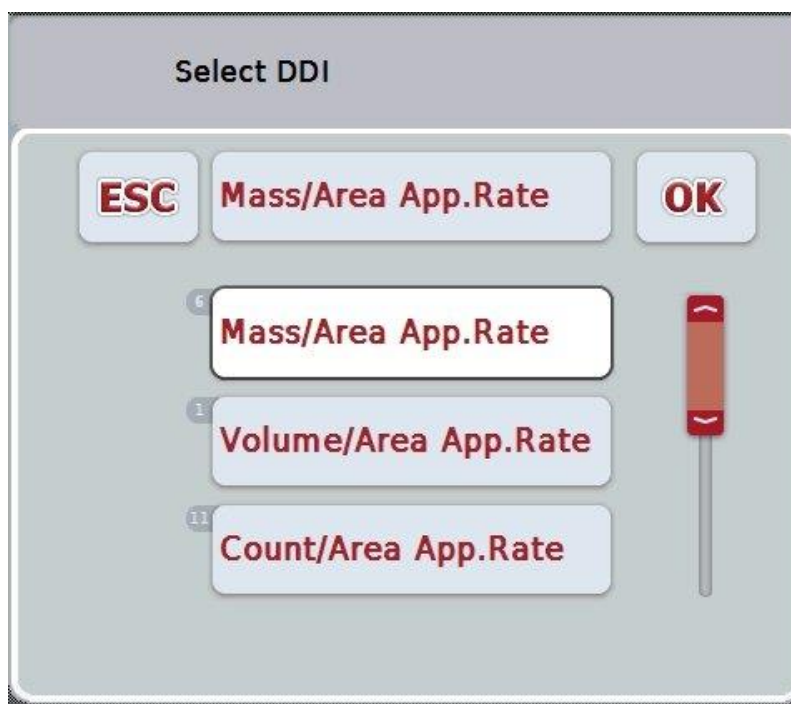 Select DDI
ESC Mass/Area App.Rate OK
6
Mass/Area App.Rate
1
Volume/Area App.Rate
11
Count/Area App.Rate